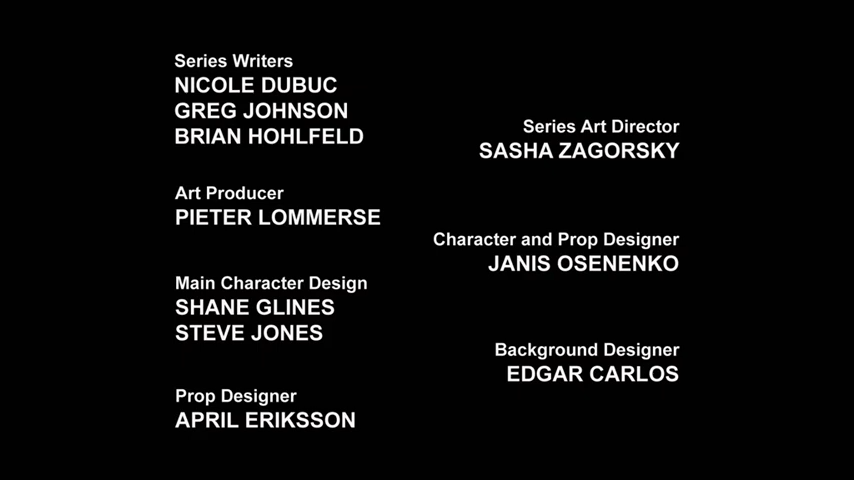 Series Writers
NICOLE DUBUC
GREG JOHNSON
BRIAN HOHLFELD
Art Producer
PIETER LOMMERSE
Main Character Design
SHANE GLINES
STEVE JONES
Prop Designer
APRIL ERIKSSON
Series Art Director
SASHA ZAGORSKY
Character and Prop Designer
JANIS OSENENKO
Background Designer
EDGAR CARLOS